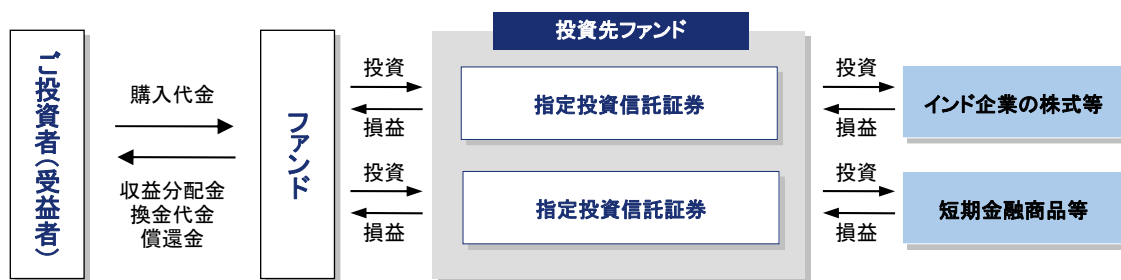 ご投資者(受益者)
購入代金
収益分配金
換金代金
償還金
ファンド
投資
損益
投資
損益
投資先ファンド
指定投資信託証券
指定投資信託証券
投資
損益
投資
損益
インド企業の株式等
短期金融商品等